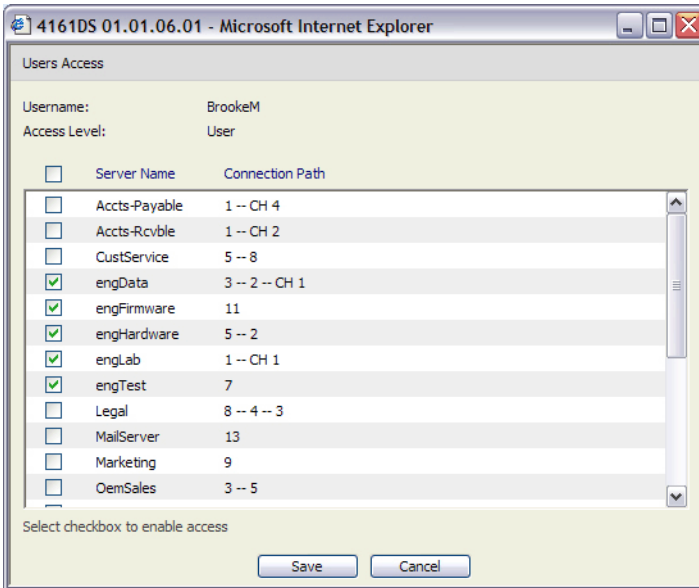 4161DS 01.01.06.01 - Microsoft Internet Explorer
Users Access
Username: BrookeM
Access Level: User
Server Name Connection Path
Accts-Payable 1 -- CH 4
Accts-Rcvble 1 -- CH 2
CustService 5 -- 8
engData 3 -- 2 -- CH 1
engFirmware 11
engHardware 5 -- 2
engLab 1 -- CH 1
engTest 7
Legal 8 -- 4 -- 3
MailServer 13
Marketing 9
OemSales 3 -- 5
Select checkbox to enable access
Save Cancel